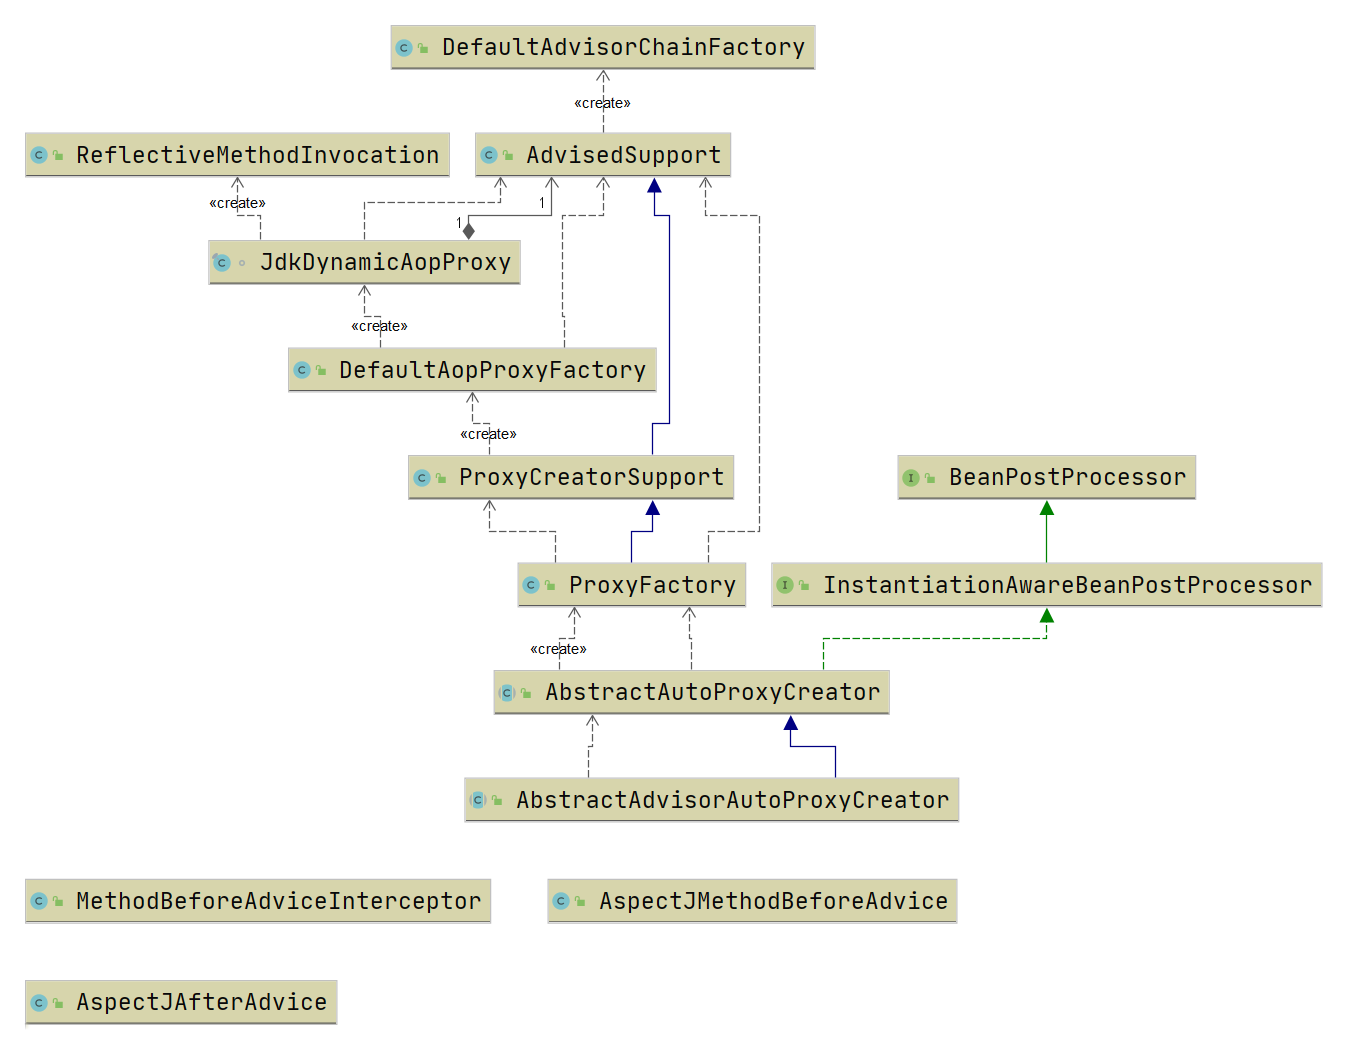 DefaultAdvisorChainFactory
«create»
ReflectiveMethodInvocation
AdvisedSupport
«create»
1
1
JdkDynamicAopProxy
«create»
DefaultAopProxyFactory
«create»
ProxyCreatorSupport
BeanPostProcessor
ProxyFactory
InstantiationAwareBeanPostProcessor
«create»
AbstractAutoProxyCreator
AbstractAdvisorAutoProxyCreator
MethodBeforeAdviceInterceptor
AspectJMethodBeforeAdvice
AspectJAfterAdvice